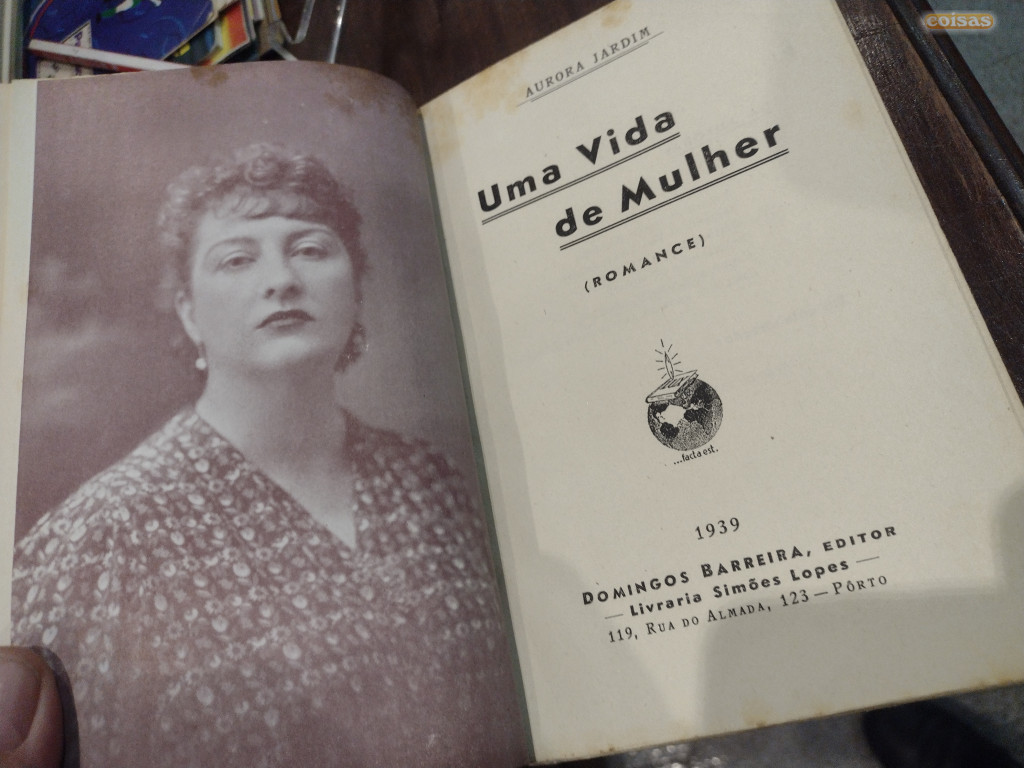 coisas
AURORA JARDIM
Uma Vida
de Mulher
(ROMANCE)
...facta est.
1939
DOMINGOS BARREIRA, EDITOR
— Livraria Simões Lopes —
119, RUA DO ALMADA, 123 — PÔRTO